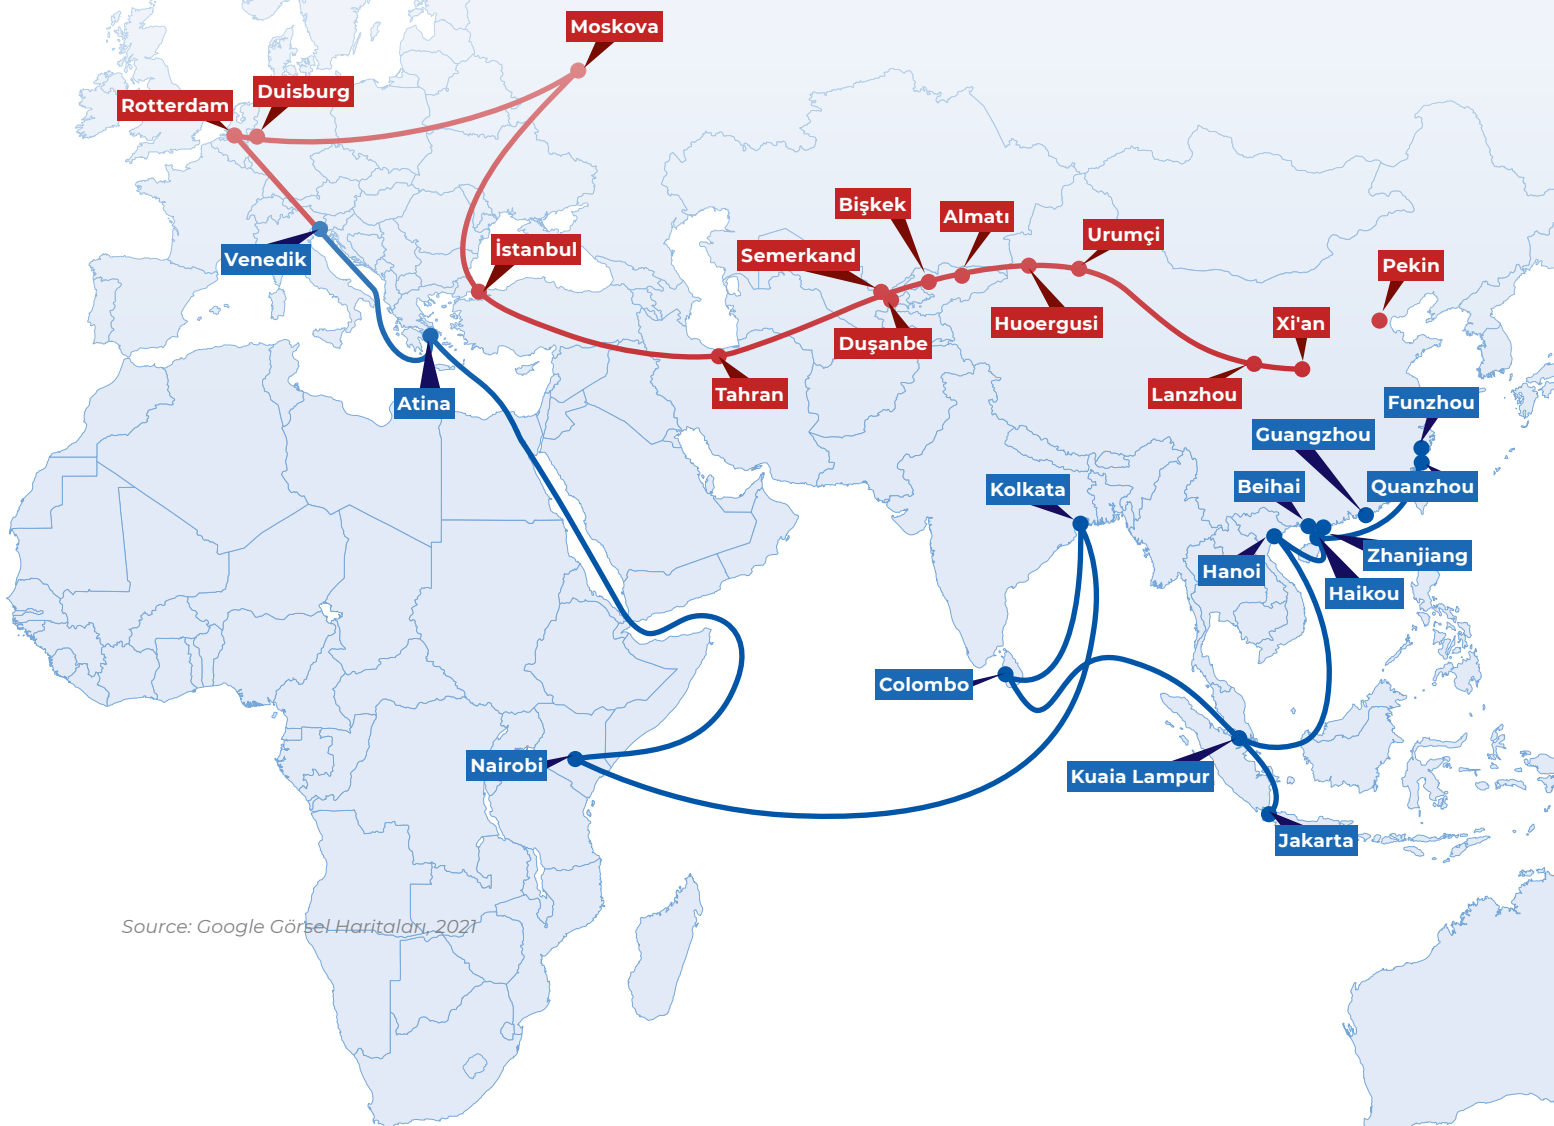 Moskova
Duisburg
Rotterdam
Bişkek
Almatı
Urumçi
İstanbul
Semerkand
Venedik
Pekin
Huoergusi
Xi'an
Duşanbe
Tahran
Lanzhou
Atina
Funzhou
Guangzhou
Kolkata
Beihai
Quanzhou
Zhanjiang
Hanoi
Haikou
Colombo
Nairobi
Kuaia Lampur
Jakarta
Source: Google Görsel Haritaları, 2021